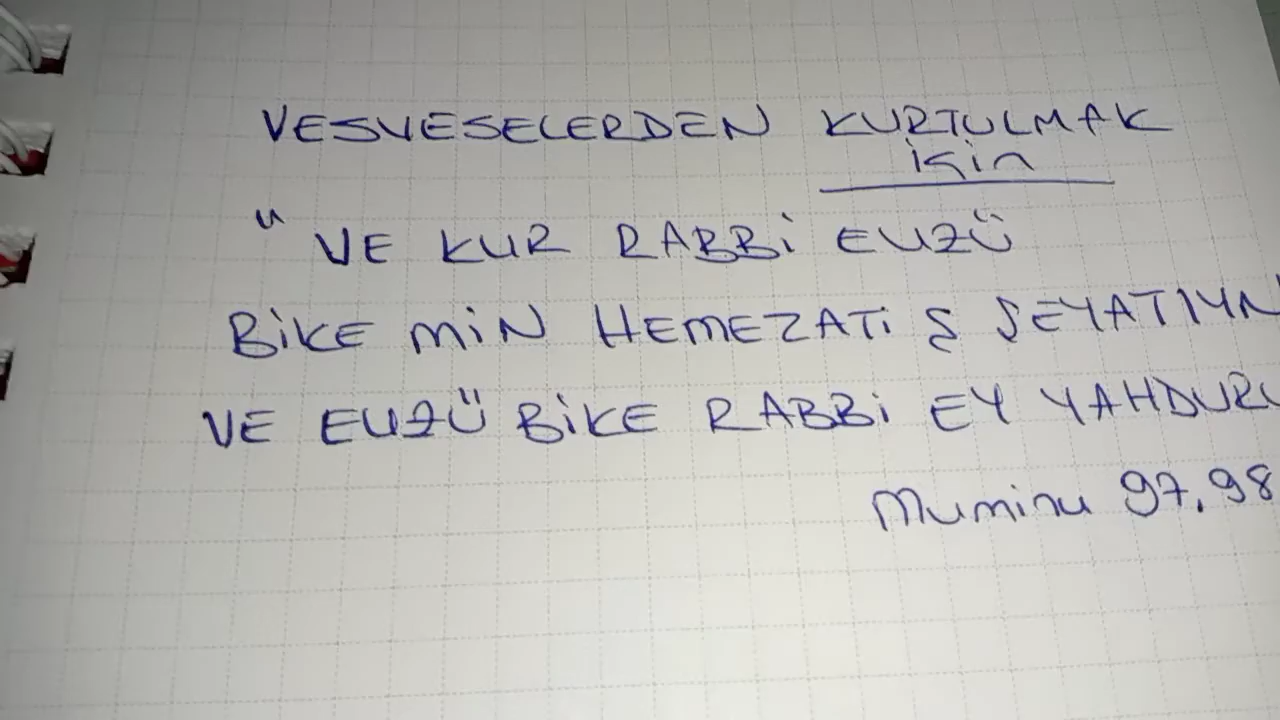 VESVESELERDEN KURTULMAK
için
" VE KUR RABBİ EUZÜ
BİKE MİN HEMEZATİ Ş ŞEYATIYN
VE EUZÜ BİKE RABBİ EY YAHDURU
Muminu 97, 98